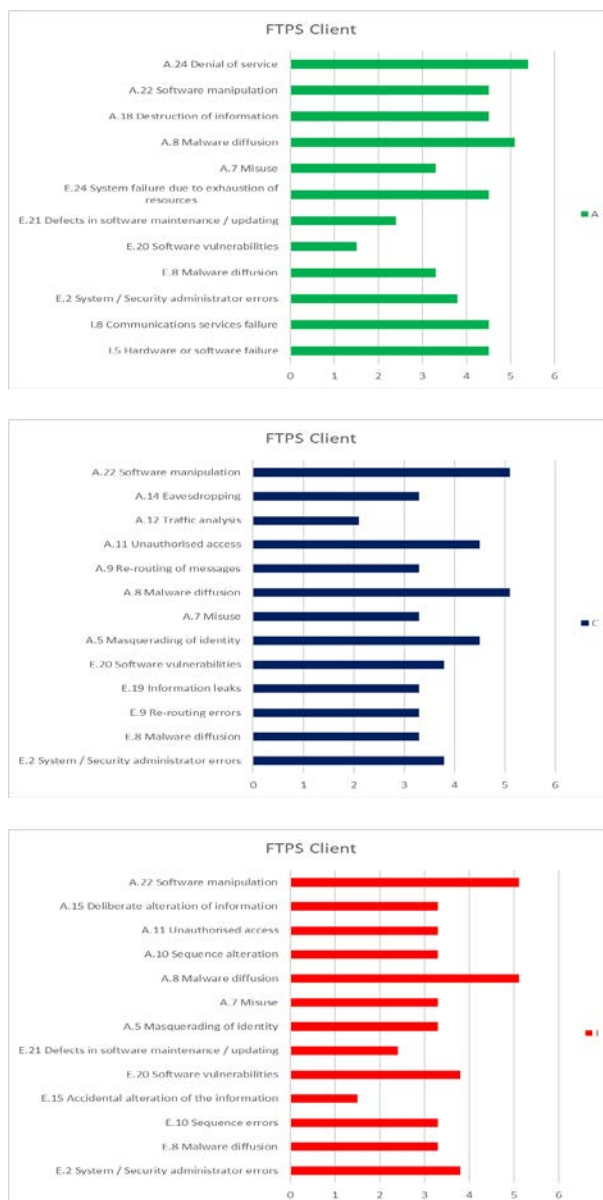 FTPS Client
A.24 Denial of service
A.22 Software manipulation
A.18 Destruction of information
A.8 Malware diffusion
A.7 Misuse
E.24 System failure due to exhaustion of
resources
E.21 Defects in software maintenance / updating
E.20 Software vulnerabilities
E.8 Malware diffusion
E.2 System / Security administrator errors
I.8 Communications services failure
I.5 Hardware or software failure
A
0 1 2 3 4 5 6
FTPS Client
A.22 Software manipulation
A.14 Eavesdropping
A.12 Traffic analysis
A.11 Unauthorised access
A.9 Re-routing of messages
A.8 Malware diffusion
A.7 Misuse
A.5 Masquerading of identity
E.20 Software vulnerabilities
E.19 Information leaks
E.9 Re-routing errors
E.8 Malware diffusion
E.2 System / Security administrator errors
C
0 1 2 3 4 5 6
FTPS Client
A.22 Software manipulation
A.15 Deliberate alteration of information
A.11 Unauthorised access
A.10 Sequence alteration
A.8 Malware diffusion
A.7 Misuse
A.5 Masquerading of identity
E.21 Defects in software maintenance / updating
E.20 Software vulnerabilities
E.15 Accidental alteration of the information
E.10 Sequence errors
E.8 Malware diffusion
E.2 System / Security administrator errors
I
0 1 2 3 4 5 6